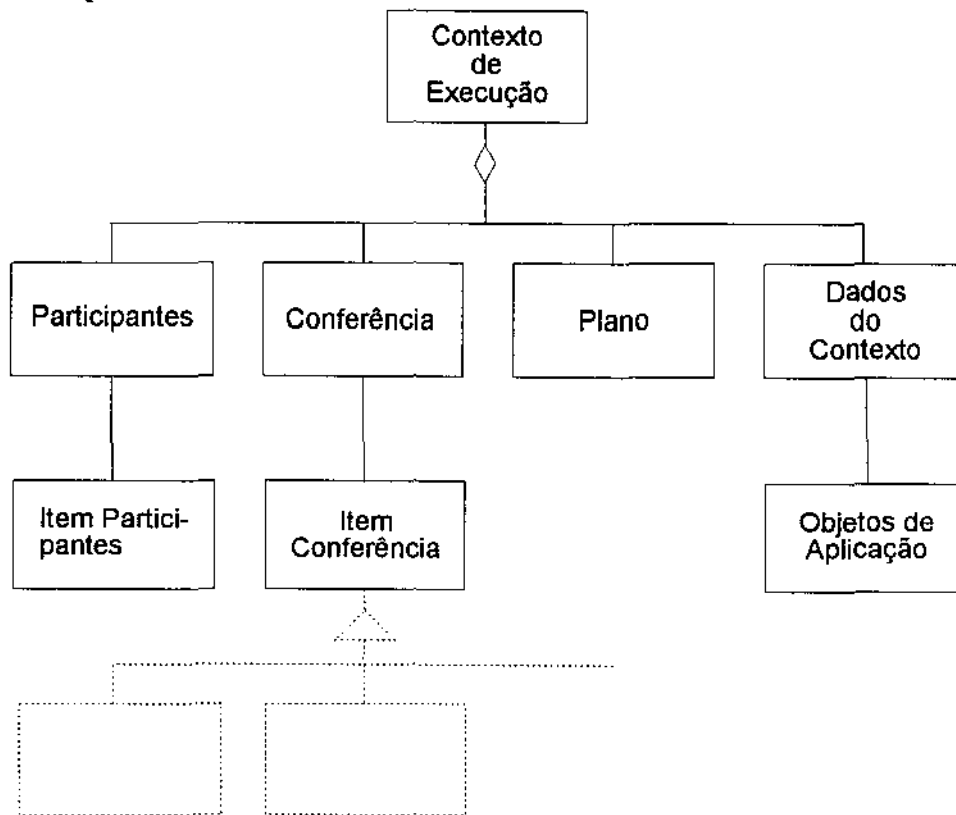 Contexto
de
Execução
Participantes
Conferência
Plano
Dados
do
Contexto
Item Partici-
pantes
Item
Conferência
Objetos de
Aplicação